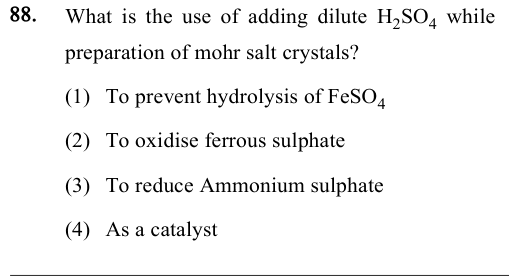 88. What is the use of adding dilute H₂SO₄ while
preparation of mohr salt crystals?
(1) To prevent hydrolysis of FeSO₄
(2) To oxidise ferrous sulphate
(3) To reduce Ammonium sulphate
(4) As a catalyst